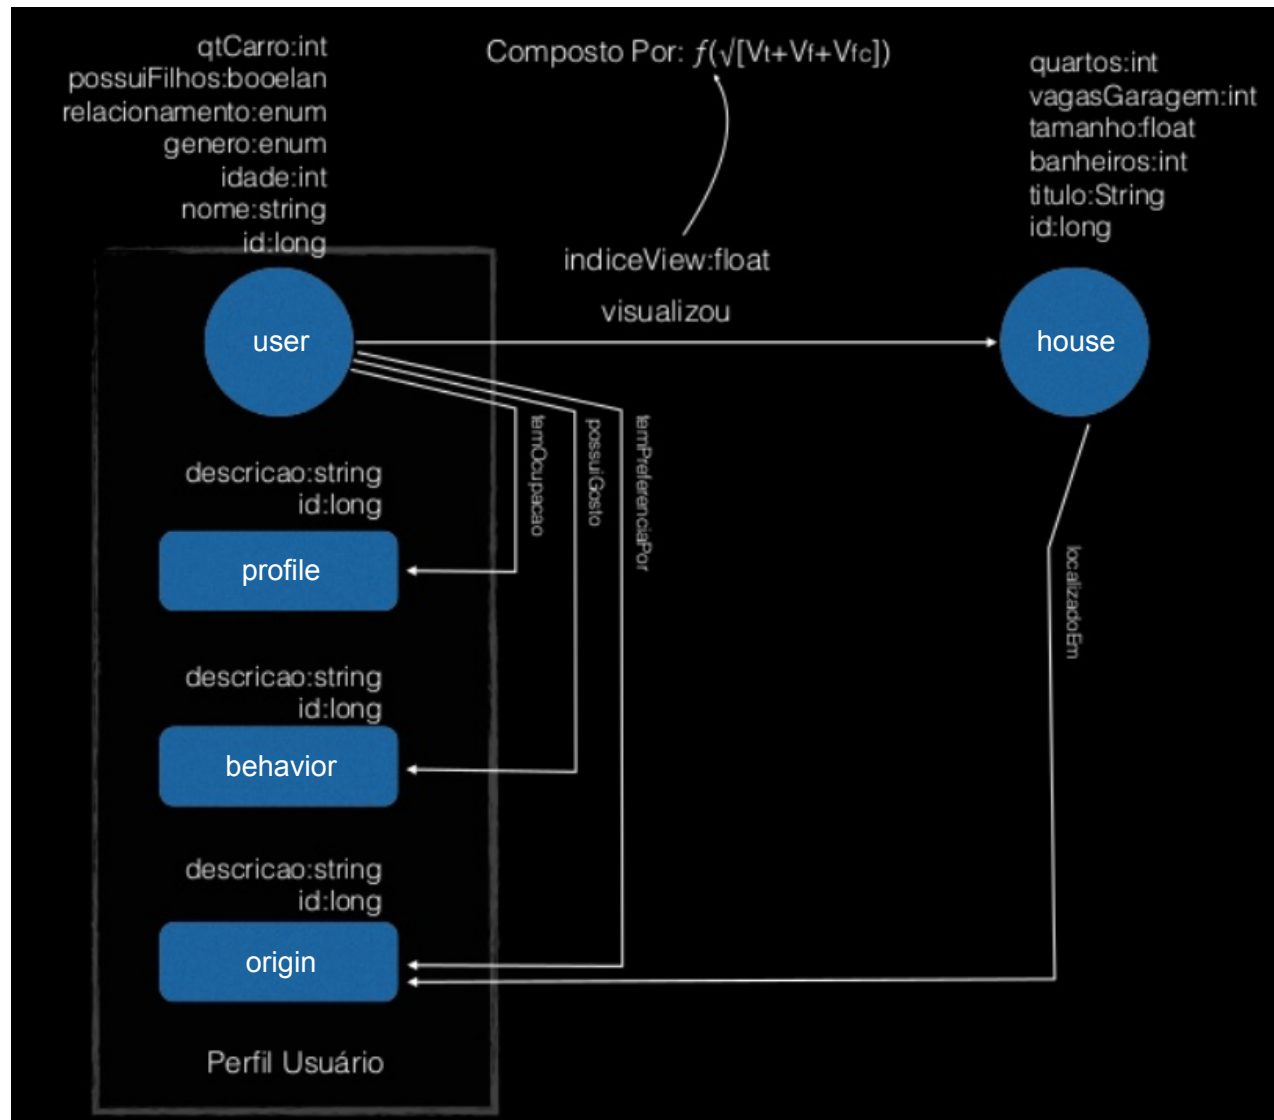 qtCarro:int
possuiFilhos:booelan
relacionamento:enum
genero:enum
idade:int
nome:string
id:long
Composto Por: ƒ(√[Vt+Vf+Vfc])
quartos:int
vagasGaragem:int
tamanho:float
banheiros:int
titulo:String
id:long
indiceView:float
visualizou
user
house
temOcupacao
possuiGosto
temPreferenciaPor
localizadoEm
descricao:string
id:long
profile
descricao:string
id:long
behavior
descricao:string
id:long
origin
Perfil Usuário